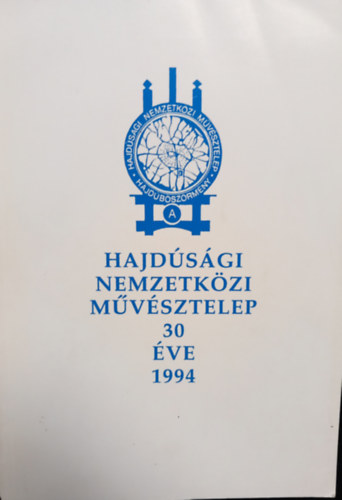 HAJDÚSÁGI NEMZETKÖZI MŰVÉSZTELEP
• HAJDÚBÖSZÖRMÉNY •
A
HAJDÚSÁGI
NEMZETKÖZI
MŰVÉSZTELEP
30
ÉVE
1994